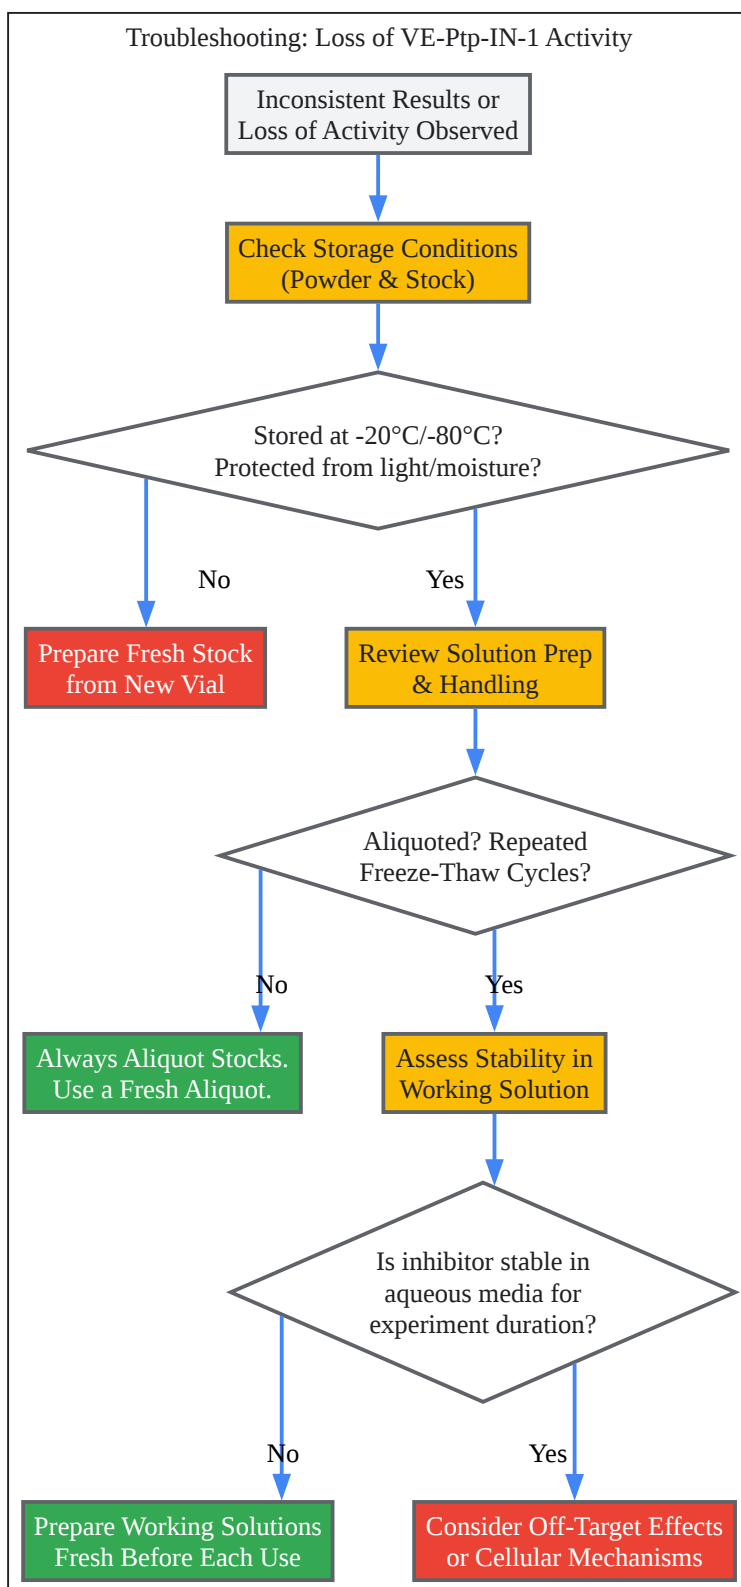 Troubleshooting: Loss of VE-Ptp-IN-1 Activity
Inconsistent Results or
Loss of Activity Observed
Check Storage Conditions
(Powder & Stock)
Stored at -20°C/-80°C?
Protected from light/moisture?
No
Yes
Prepare Fresh Stock
from New Vial
Review Solution Prep
& Handling
Aliquoted? Repeated
Freeze-Thaw Cycles?
No
Yes
Always Aliquot Stocks.
Use a Fresh Aliquot.
Assess Stability in
Working Solution
Is inhibitor stable in
aqueous media for
experiment duration?
No
Yes
Prepare Working Solutions
Fresh Before Each Use
Consider Off-Target Effects
or Cellular Mechanisms